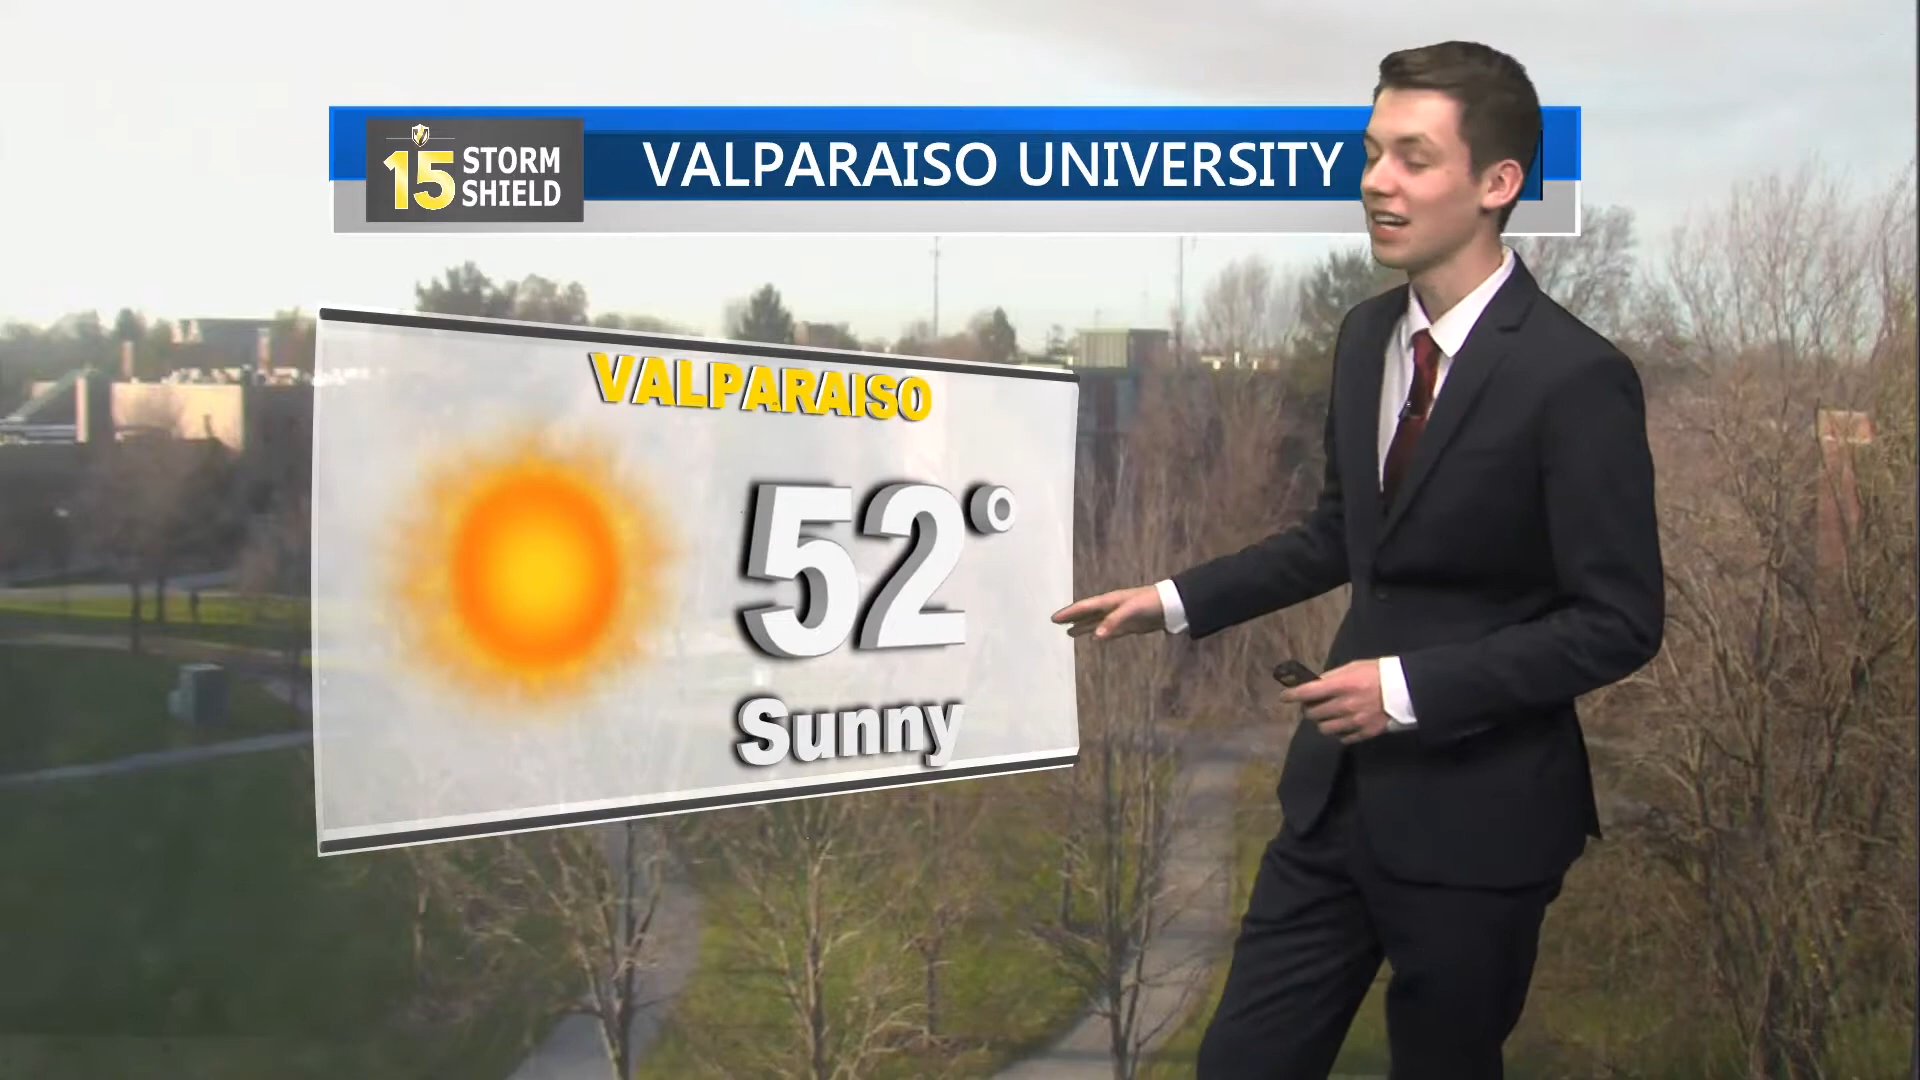 15 STORM
SHIELD
VALPARAISO UNIVERSITY
VALPARAISO
52°
Sunny